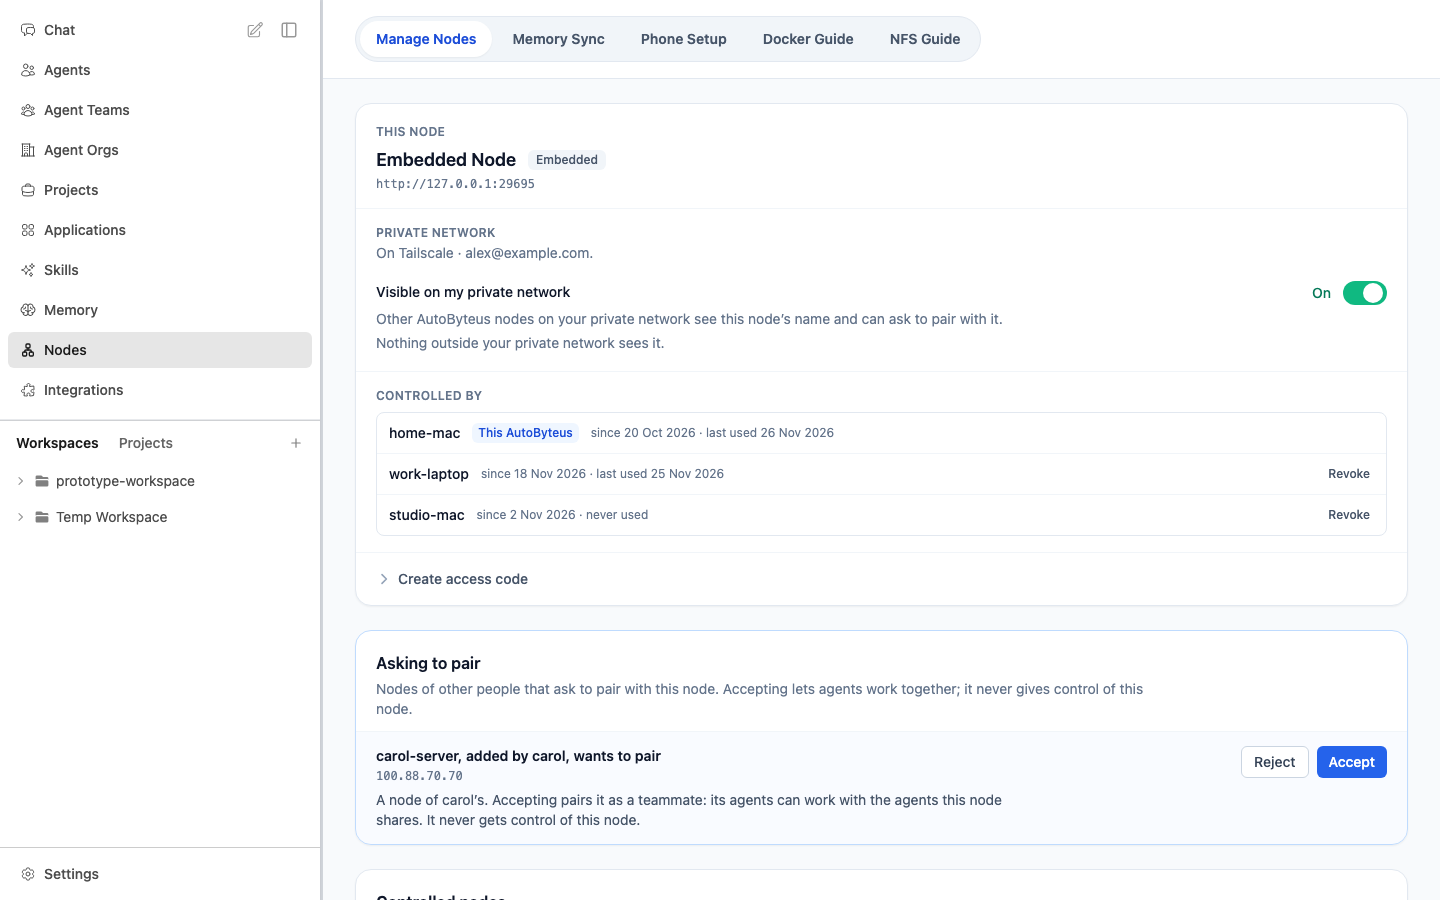 Chat
Agents
Agent Teams
Agent Orgs
Projects
Applications
Skills
Memory
Nodes
Integrations
Workspaces Projects
prototype-workspace
Temp Workspace
Settings
Manage Nodes Memory Sync Phone Setup Docker Guide NFS Guide
THIS NODE
Embedded Node Embedded
http://127.0.0.1:29695
PRIVATE NETWORK
On Tailscale · alex@example.com.
Visible on my private network On
Other AutoByteus nodes on your private network see this node’s name and can ask to pair with it.
Nothing outside your private network sees it.
CONTROLLED BY
home-mac This AutoByteus since 20 Oct 2026 · last used 26 Nov 2026
work-laptop since 18 Nov 2026 · last used 25 Nov 2026 Revoke
studio-mac since 2 Nov 2026 · never used Revoke
Create access code
Asking to pair
Nodes of other people that ask to pair with this node. Accepting lets agents work together; it never gives control of this
node.
carol-server, added by carol, wants to pair Reject Accept
100.88.70.70
A node of carol’s. Accepting pairs it as a teammate: its agents can work with the agents this node
shares. It never gets control of this node.
Controlled nodes